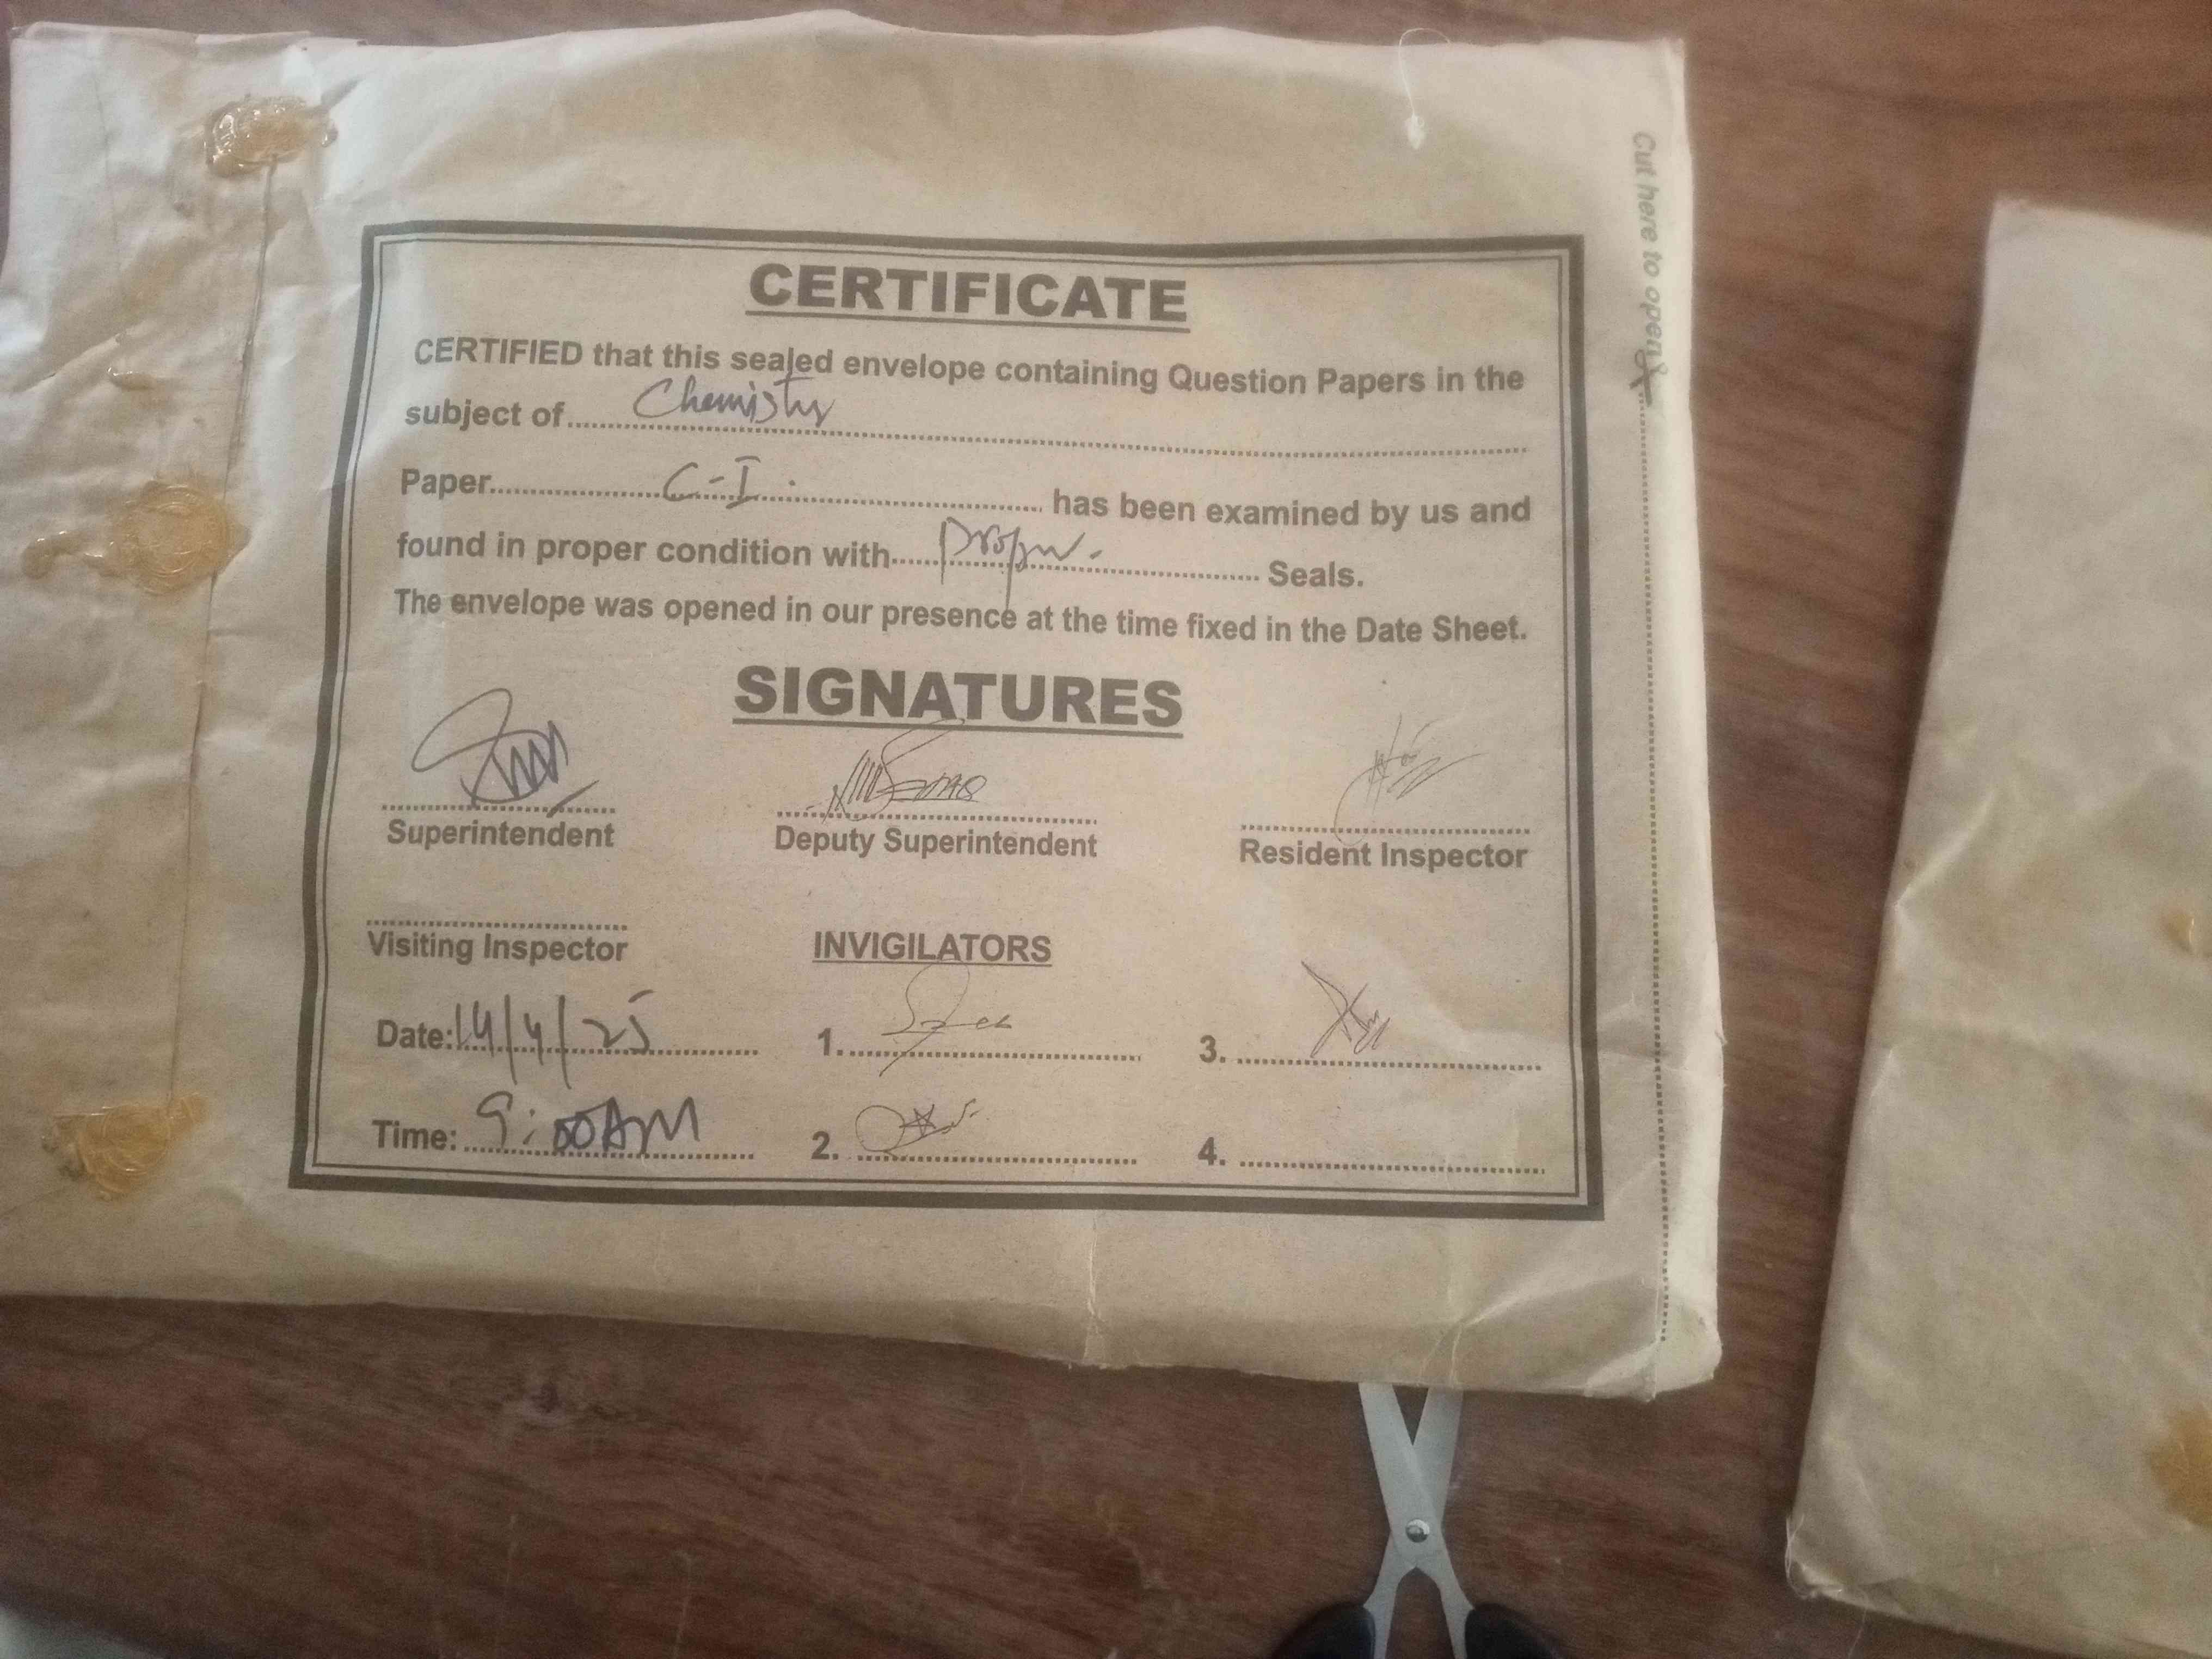 CERTIFICATE
CERTIFIED that this sealed envelope containing Question Papers in the
subject of Chemistry
Paper C-I. has been examined by us and
found in proper condition with proper. Seals.
The envelope was opened in our presence at the time fixed in the Date Sheet.
SIGNATURES
Superintendent Deputy Superintendent Resident Inspector
Visiting Inspector INVIGILATORS
Date: 14/4/25 1. 3.
Time: 9:00AM 2. 4.
Cut here to open